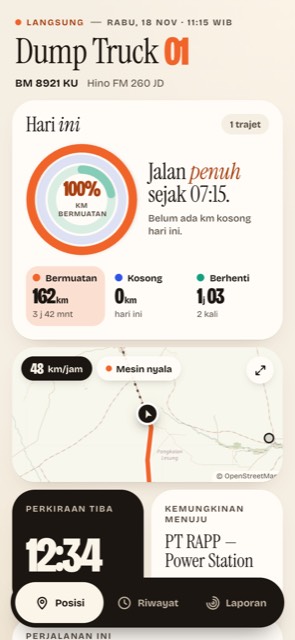 LANGSUNG — RABU, 18 NOV · 11:15 WIB
Dump Truck 01
BM 8921 KU Hino FM 260 JD
Hari ini
1 trajet
100%
KM
BERMUATAN
Jalan penuh
sejak 07:15.
Belum ada km kosong
hari ini.
Bermuatan
162km
3 j 42 mnt
Kosong
0km
hari ini
Berhenti
1j 03
2 kali
48 km/jam
Mesin nyala
Pangkalan
Lesung
© OpenStreetMap
PERKIRAAN TIBA
12:34
KEMUNGKINAN
MENUJU
PT RAPP —
Power Station
Posisi
Riwayat
Laporan
PERJALANAN INI